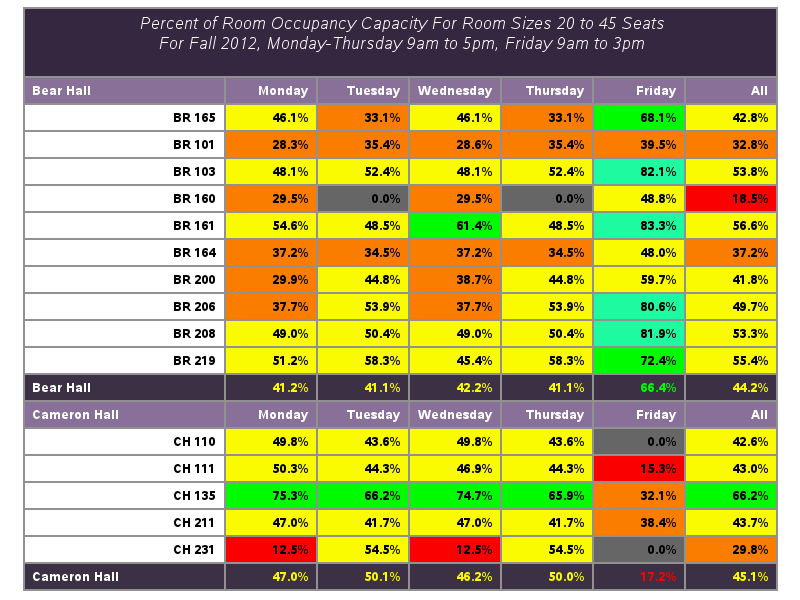 Percent of Room Occupancy Capacity For Room Sizes 20 to 45 Seats
For Fall 2012, Monday-Thursday 9am to 5pm, Friday 9am to 3pm
Bear Hall Monday Tuesday Wednesday Thursday Friday All
BR 165 46.1% 33.1% 46.1% 33.1% 68.1% 42.8%
BR 101 28.3% 35.4% 28.6% 35.4% 39.5% 32.8%
BR 103 48.1% 52.4% 48.1% 52.4% 82.1% 53.8%
BR 160 29.5% 0.0% 29.5% 0.0% 48.8% 18.5%
BR 161 54.6% 48.5% 61.4% 48.5% 83.3% 56.6%
BR 164 37.2% 34.5% 37.2% 34.5% 48.0% 37.2%
BR 200 29.9% 44.8% 38.7% 44.8% 59.7% 41.8%
BR 206 37.7% 53.9% 37.7% 53.9% 80.6% 49.7%
BR 208 49.0% 50.4% 49.0% 50.4% 81.9% 53.3%
BR 219 51.2% 58.3% 45.4% 58.3% 72.4% 55.4%
Bear Hall 41.2% 41.1% 42.2% 41.1% 66.4% 44.2%
Cameron Hall Monday Tuesday Wednesday Thursday Friday All
CH 110 49.8% 43.6% 49.8% 43.6% 0.0% 42.6%
CH 111 50.3% 44.3% 46.9% 44.3% 15.3% 43.0%
CH 135 75.3% 66.2% 74.7% 65.9% 32.1% 66.2%
CH 211 47.0% 41.7% 47.0% 41.7% 38.4% 43.7%
CH 231 12.5% 54.5% 12.5% 54.5% 0.0% 29.8%
Cameron Hall 47.0% 50.1% 46.2% 50.0% 17.2% 45.1%